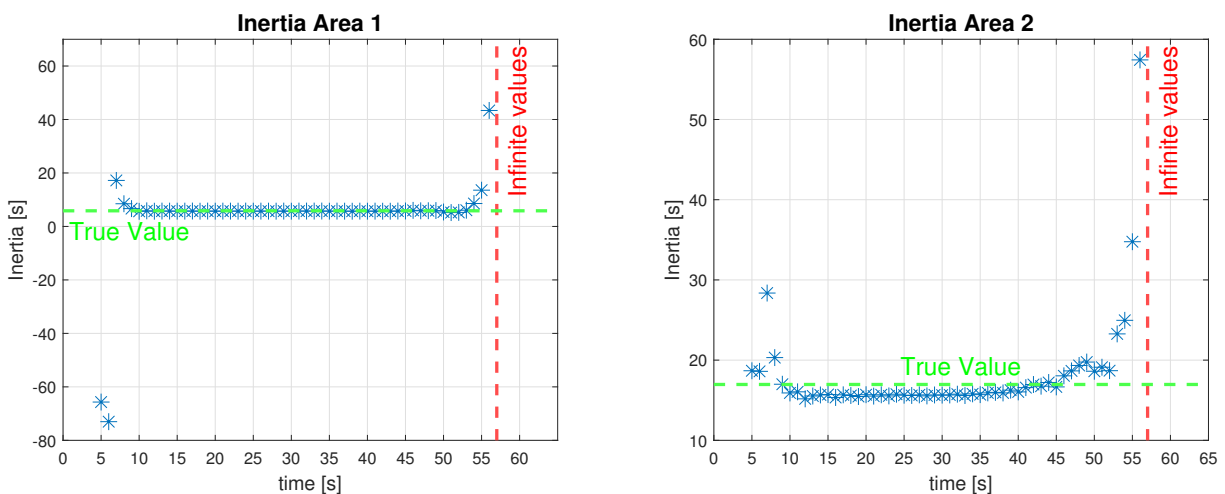 Inertia Area 1
Inertia [s]
60
40
20
0
-20
-40
-60
-80
True Value
Infinite values
0 5 10 15 20 25 30 35 40 45 50 55 60
time [s]
Inertia Area 2
Inertia [s]
60
50
40
30
20
10
True Value
Infinite values
0 5 10 15 20 25 30 35 40 45 50 55 60 65
time [s]